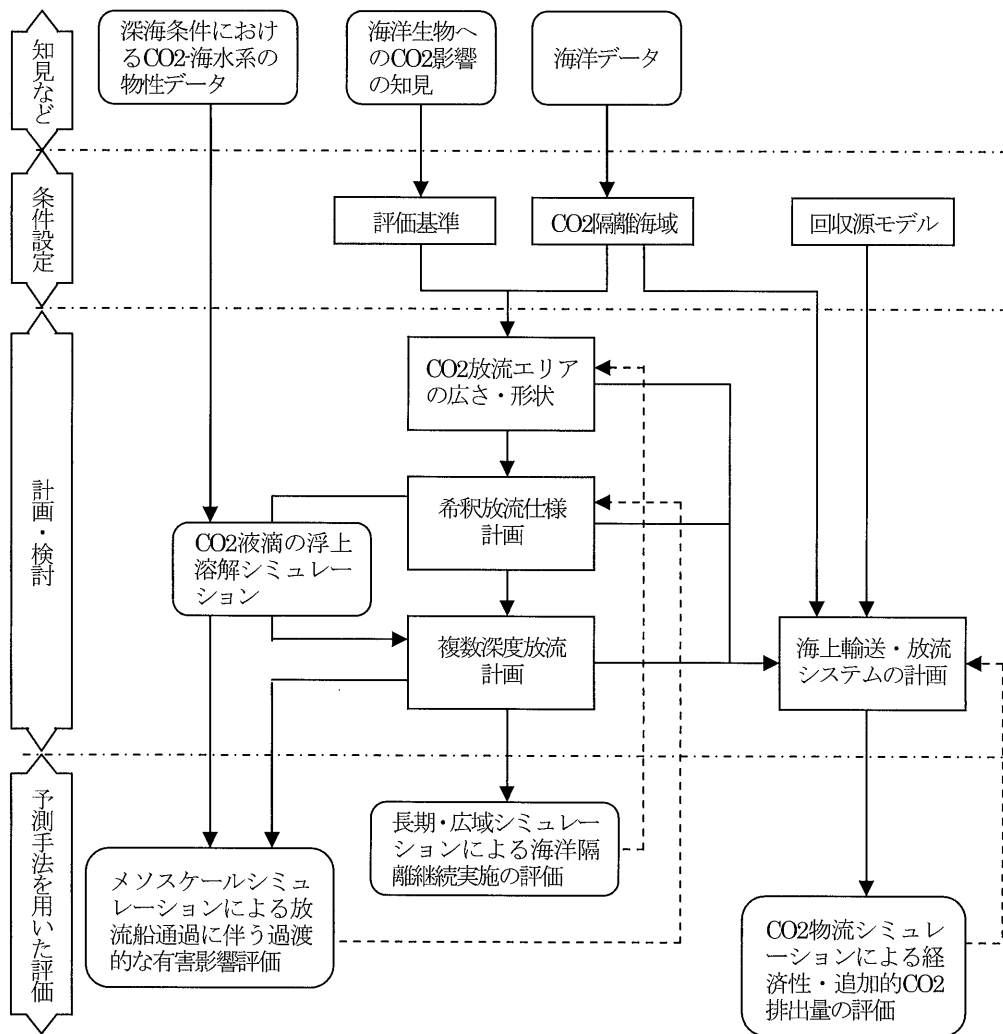 知見など
深海条件におけ
るCO2-海水系の
物性データ
海洋生物へ
のCO2影響
の知見
海洋データ
条件設定
評価基準
CO2隔離海域
回収源モデル
計画・検討
CO2放流エリア
の広さ・形状
希釈放流仕様
計画
CO2液滴の浮上
溶解シミュレー
ション
複数深度放流
計画
海上輸送・放流
システムの計画
予測手法を用いた評価
長期・広域シミュレー
ションによる海洋隔
離継続実施の評価
メソスケールシミュ
レーションによる放
流船通過に伴う過渡
的な有害影響評価
CO2物流シミュレ
ーションによる経
済性・追加的CO2
排出量の評価